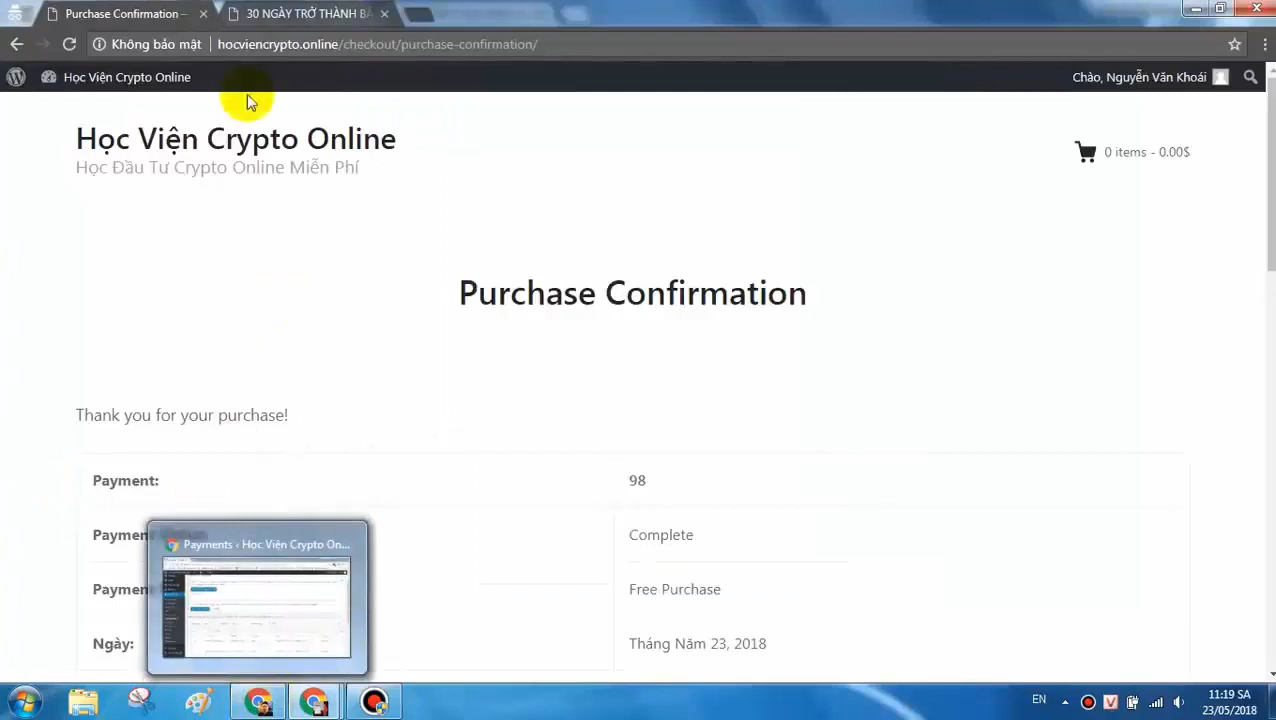 Purchase Confirmation –
30 NGÀY TRỞ THÀNH BẬ
Không bảo mật
hocviencrypto.online/checkout/purchase-confirmation/
Học Viện Crypto Online
Chào, Nguyễn Văn Khoái
Học Viện Crypto Online
Học Đầu Tư Crypto Online Miễn Phí
0 items - 0.00$
Purchase Confirmation
Thank you for your purchase!
Payment: 98
Paymen Complete
Paymen Free Purchase
Ngày: Tháng Năm 23, 2018
Payments ‹ Học Viện Crypto On...
EN
11:19 SA
23/05/2018